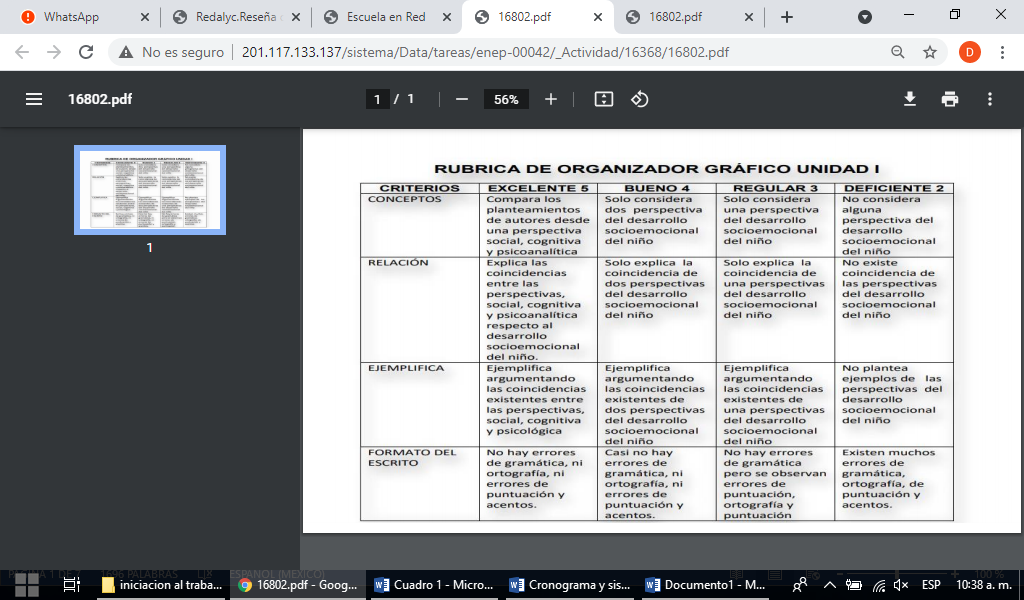 WhatsApp
Redalyc.Reseña
Escuela en Red
16802.pdf
16802.pdf
No es seguro
201.117.133.137/sistema/Data/tareas/enep-00042/_Actividad/16368/16802.pdf
D
16802.pdf
1 / 1
56%
1
RUBRICA DE ORGANIZADOR GRÁFICO UNIDAD I
CRITERIOS EXCELENTE 5 BUENO 4 REGULAR 3 DEFICIENTE 2
CONCEPTOS
Compara los
planteamientos
de autores desde
una perspectiva
social, cognitiva
y psicoanalítica
Solo considera
dos perspectiva
del desarrollo
socioemocional
del niño
Solo considera
una perspectiva
del desarrollo
socioemocional
del niño
No considera
alguna
perspectiva del
desarrollo
socioemocional
del niño
RELACIÓN
Explica las
coincidencias
entre las
perspectivas,
social, cognitiva
y psicoanalítica
respecto al
desarrollo
socioemocional
del niño.
Solo explica la
coincidencia de
dos perspectivas
del desarrollo
socioemocional
del niño
Solo explica la
coincidencia de
una perspectivas
del desarrollo
socioemocional
del niño
No existe
coincidencia de
las perspectivas
del desarrollo
socioemocional
del niño
EJEMPLIFICA
Ejemplifica
argumentando
las coincidencias
existentes entre
las perspectivas,
social, cognitiva
y psicológica
Ejemplifica
argumentando
las coincidencias
existentes de
dos perspectivas
del desarrollo
socioemocional
del niño
Ejemplifica
argumentando
las coincidencias
existentes de
una perspectivas
del desarrollo
socioemocional
del niño
No plantea
ejemplos de las
perspectivas del
desarrollo
socioemocional
del niño
FORMATO DEL
ESCRITO
No hay errores
de gramática, ni
ortografía, ni
errores de
puntuación y
acentos.
Casi no hay
errores de
gramática, ni
ortografía, ni
errores de
puntuación y
acentos.
No hay errores
de gramática
pero se observan
errores de
puntuación,
ortografía y
puntuación
Existen muchos
errores de
gramática,
ortografía, de
puntuación y
acentos.
iniciacion al traba...
16802.pdf - Goog...
Cuadro 1 - Micro...
Cronograma y sis...
Documento1 - M...
ESP
10:38 a. m.